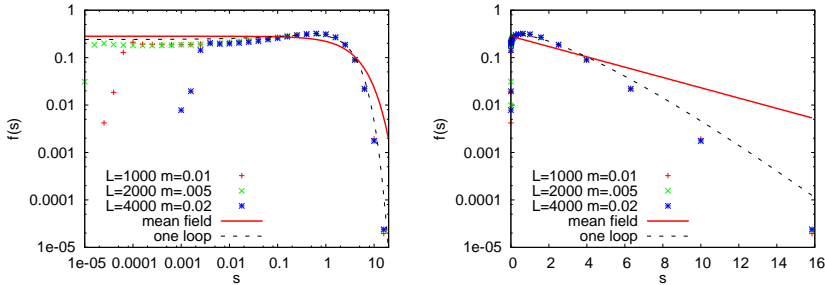 1
0.1
0.01
0.001
0.0001
1e-05
f(s)
L=1000 m=0.01
L=2000 m=.005
L=4000 m=0.02
mean field
one loop
1e-05 0.0001 0.001 0.01 0.1 1 10
s
1
0.1
0.01
0.001
0.0001
1e-05
f(s)
L=1000 m=0.01
L=2000 m=.005
L=4000 m=0.02
mean field
one loop
0 2 4 6 8 10 12 14 16
s